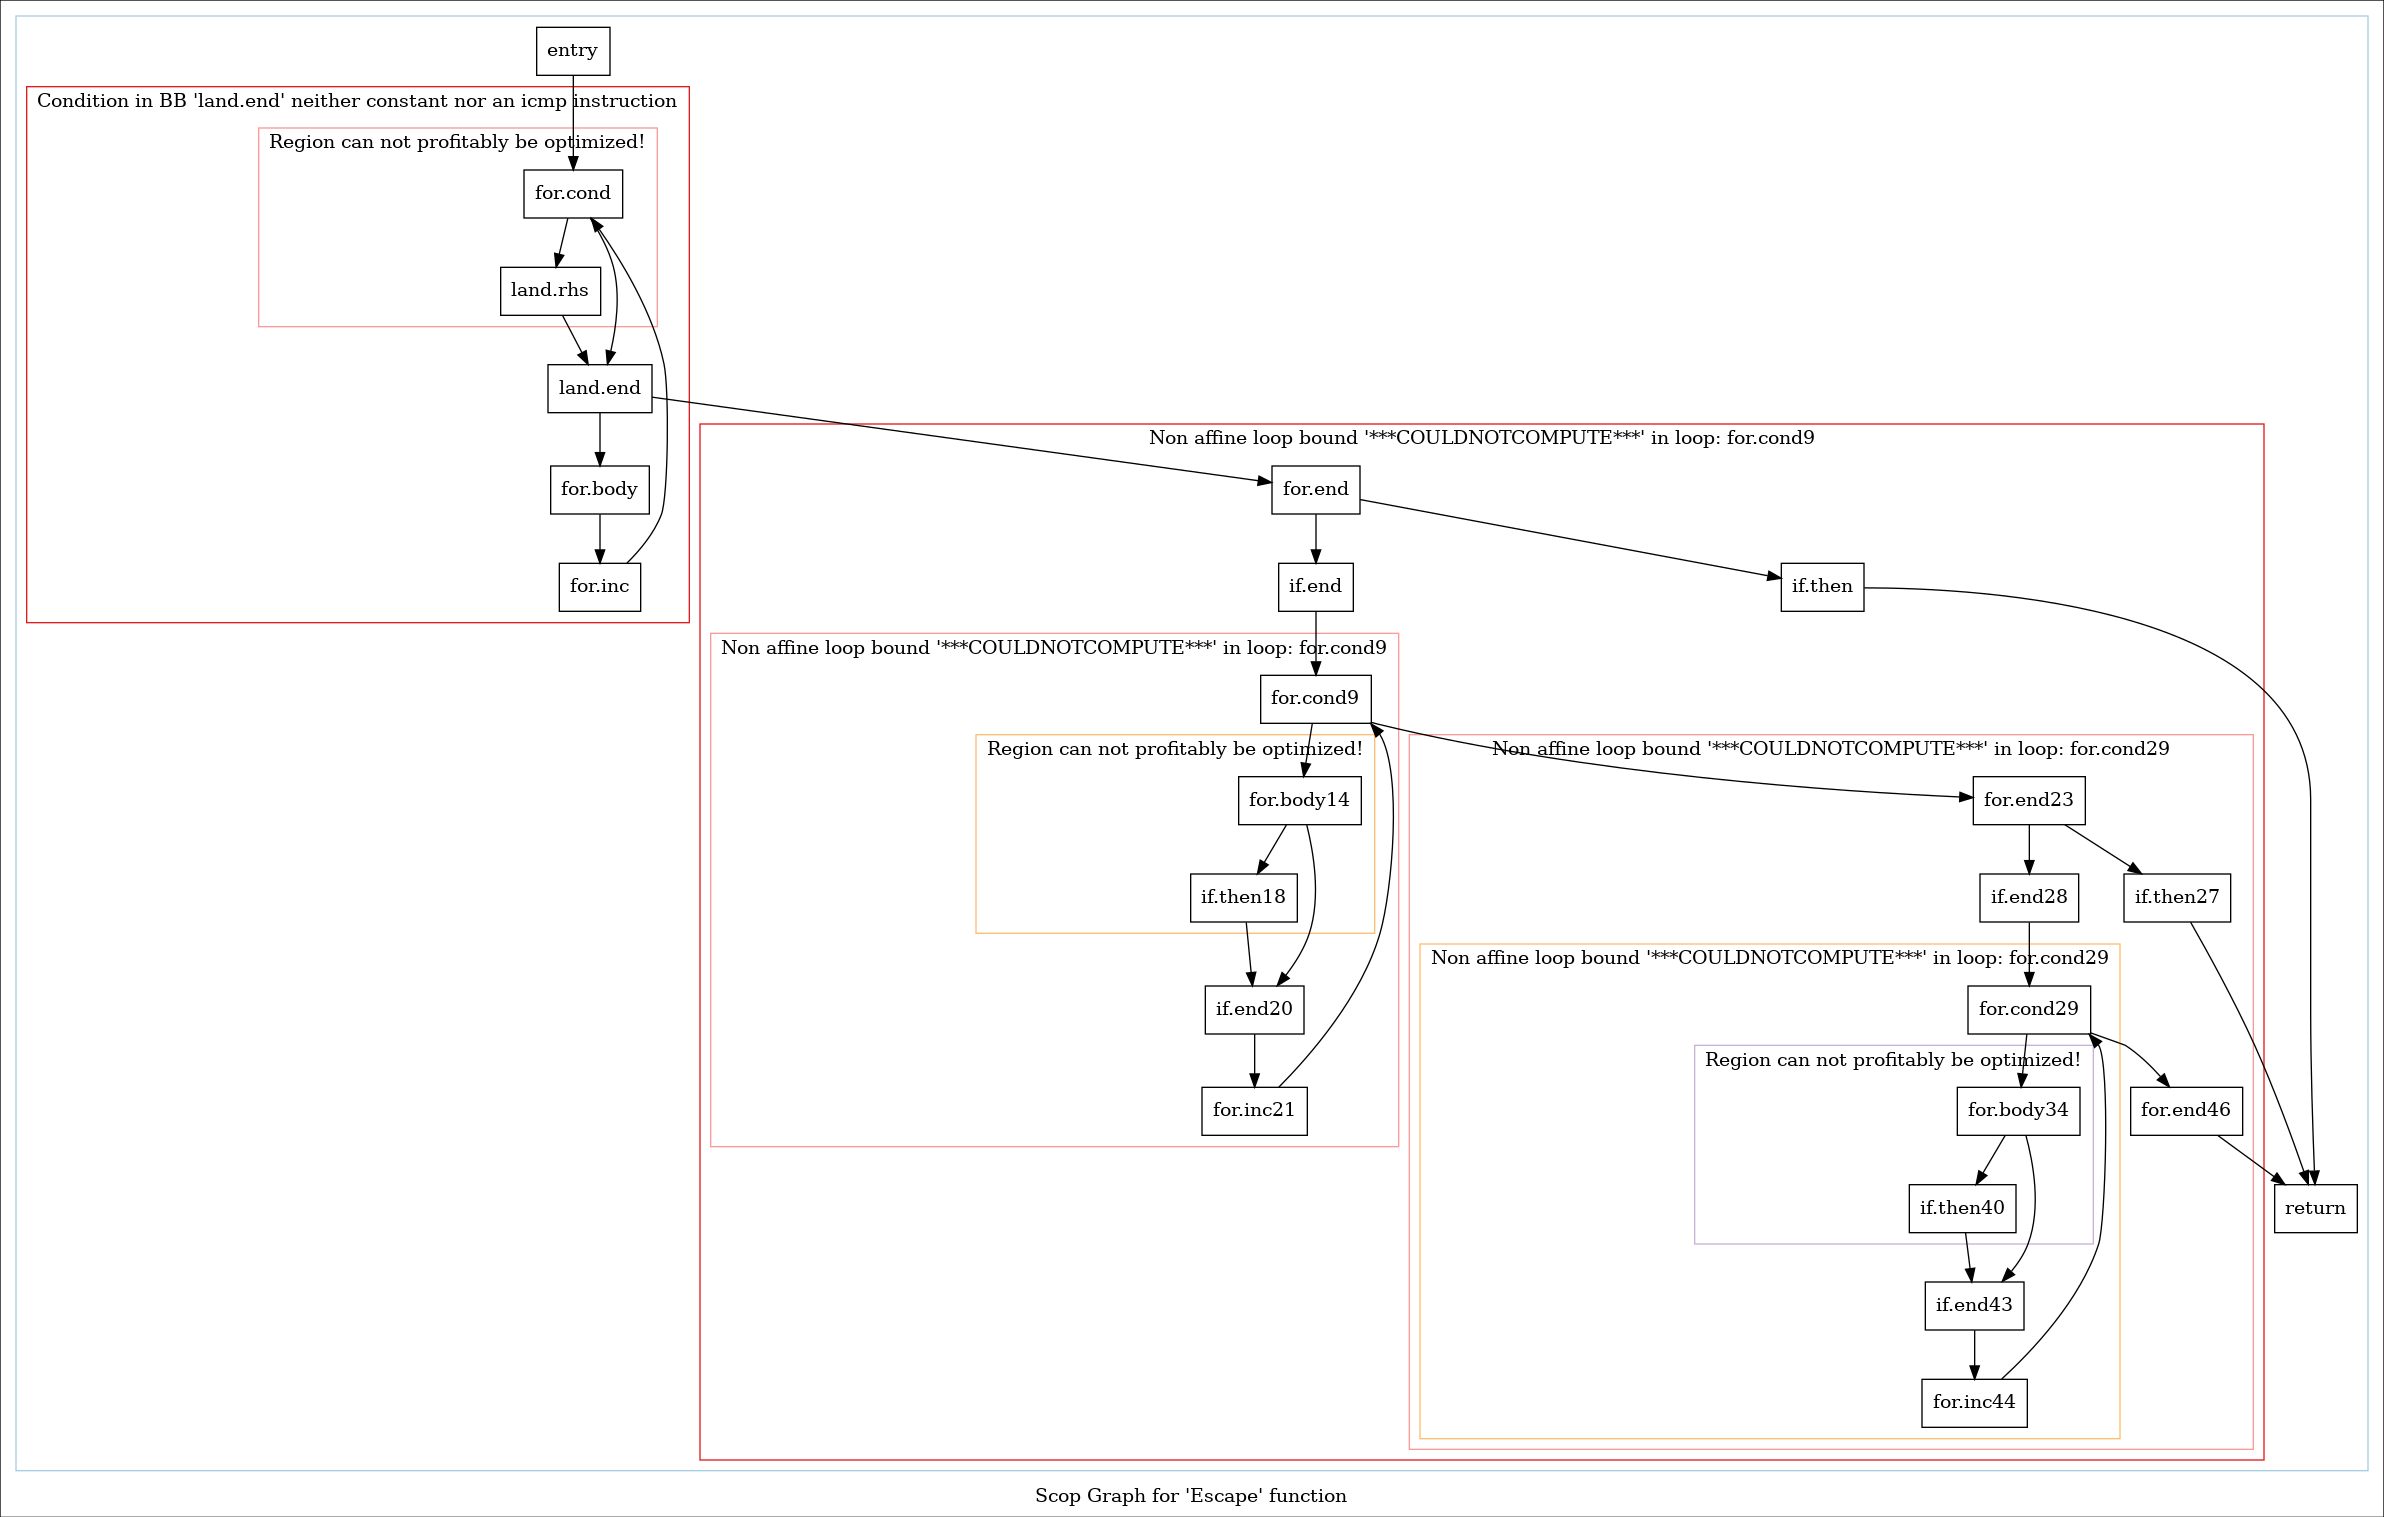 entry
Condition in BB 'land.end' neither constant nor an icmp instruction
Region can not profitably be optimized!
for.cond
land.rhs
land.end
for.body
for.inc
Non affine loop bound '***COULDNOTCOMPUTE***' in loop: for.cond9
for.end
if.end
if.then
Non affine loop bound '***COULDNOTCOMPUTE***' in loop: for.cond9
for.cond9
Region can not profitably be optimized!
for.body14
if.then18
if.end20
for.inc21
Non affine loop bound '***COULDNOTCOMPUTE***' in loop: for.cond29
for.end23
if.end28
if.then27
Non affine loop bound '***COULDNOTCOMPUTE***' in loop: for.cond29
for.cond29
Region can not profitably be optimized!
for.body34
for.end46
if.then40
return
if.end43
for.inc44
Scop Graph for 'Escape' function